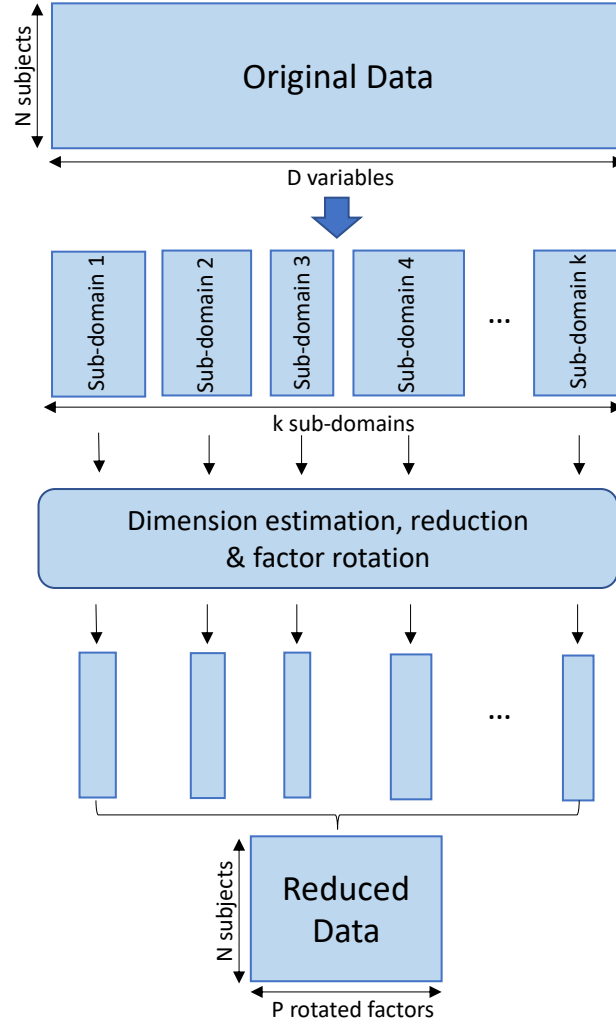 N subjects
Original Data
D variables
Sub-domain 1
Sub-domain 2
Sub-domain 3
Sub-domain 4
...
Sub-domain k
k sub-domains
Dimension estimation, reduction
& factor rotation
...
N subjects
Reduced
Data
P rotated factors